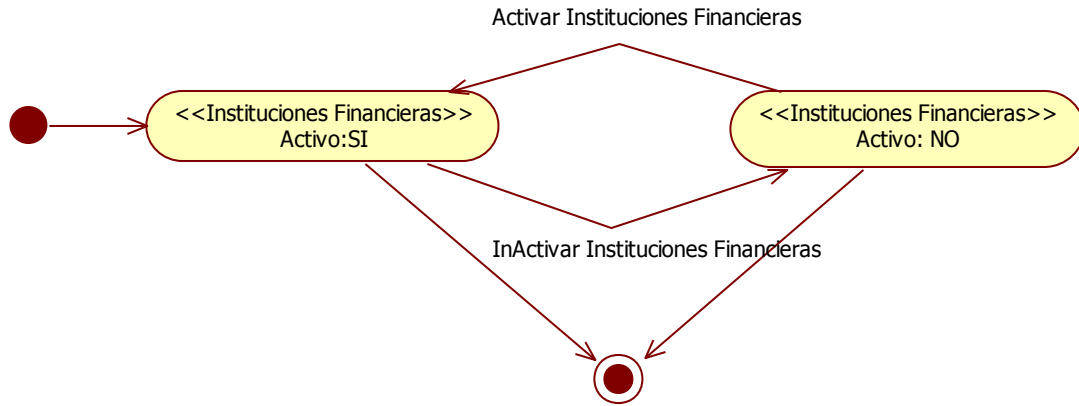 Activar Instituciones Financieras
<<Instituciones Financieras>>
Activo:SI
<<Instituciones Financieras>>
Activo: NO
InActivar Instituciones Financieras